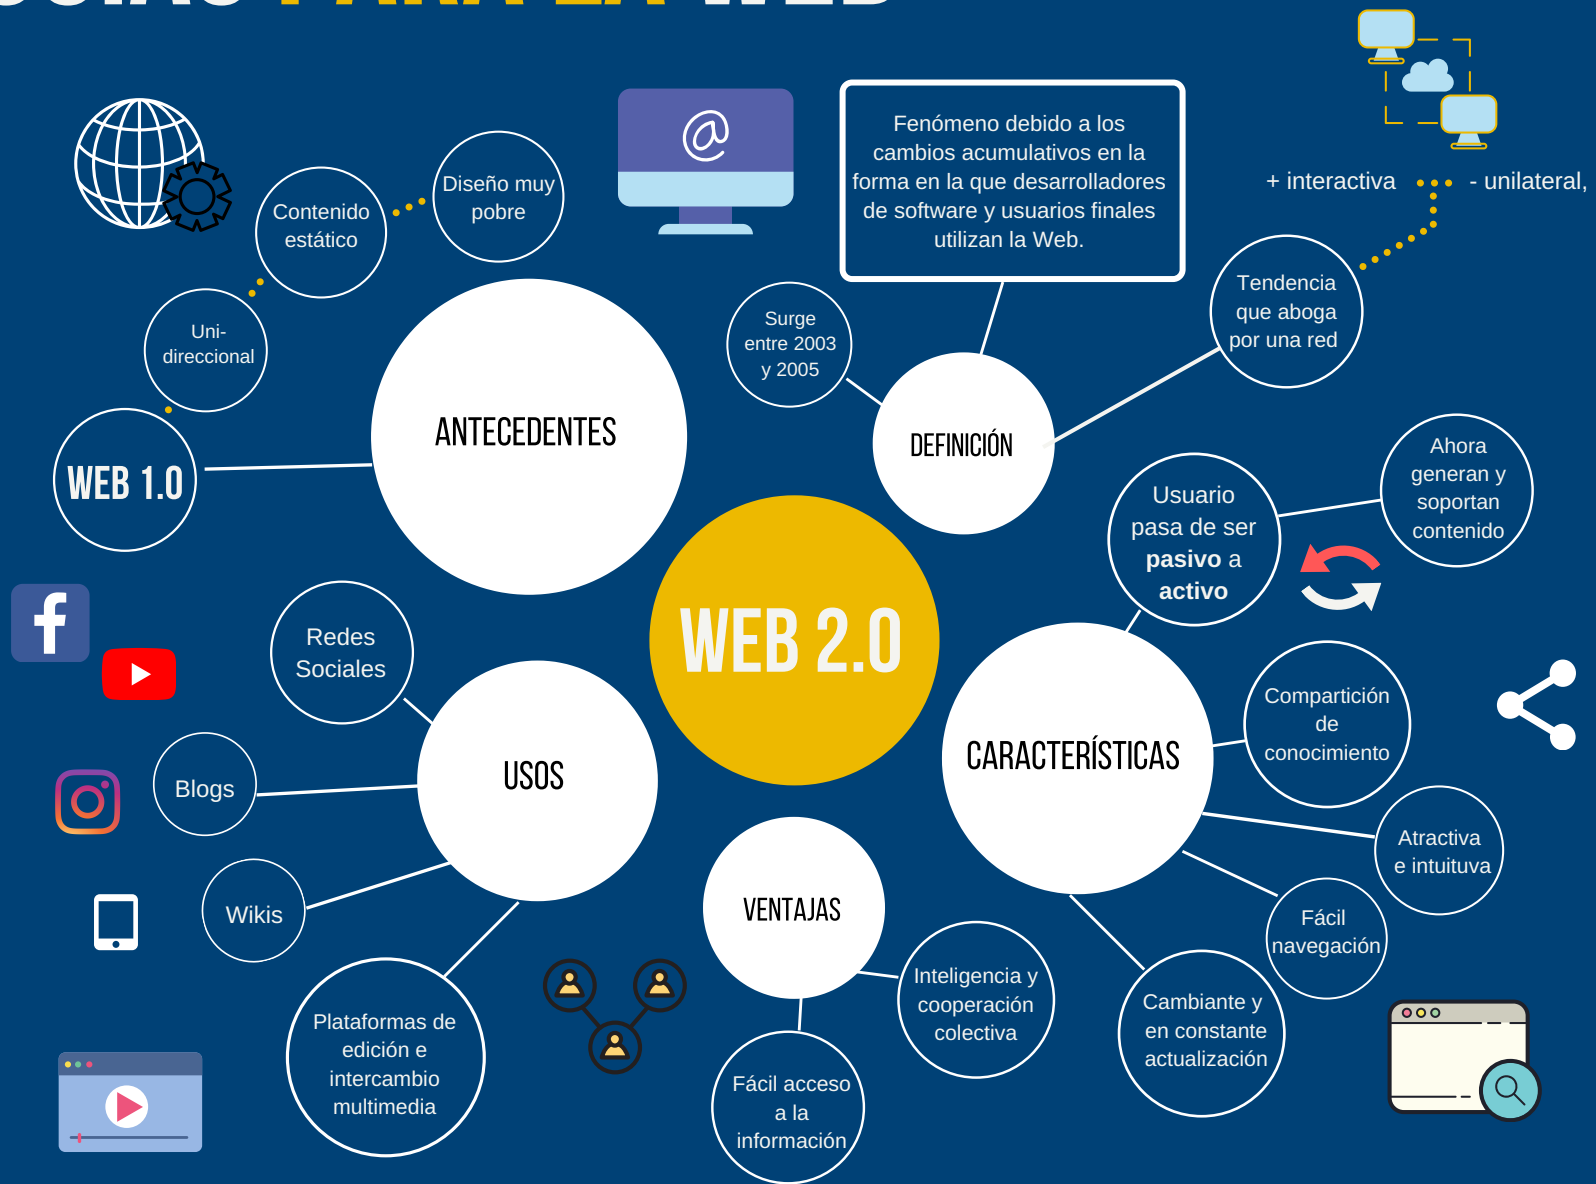 PARA LA WEB
@
Diseño muy
pobre
Contenido
estático
Uni-
direccional
WEB 1.0
ANTECEDENTES
Fenómeno debido a los
cambios acumulativos en la
forma en la que desarrolladores
de software y usuarios finales
utilizan la Web.
Surge
entre 2003
y 2005
DEFINICIÓN
+ interactiva
- unilateral,
Tendencia
que aboga
por una red
WEB 2.0
Usuario
pasa de ser
pasivo a
activo
Ahora
generan y
soportan
contenido
CARACTERÍSTICAS
Compartición
de
conocimiento
Atractiva
e intuituva
Fácil
navegación
Cambiante y
en constante
actualización
Redes
Sociales
Blogs
Wikis
USOS
Plataformas de
edición e
intercambio
multimedia
VENTAJAS
Inteligencia y
cooperación
colectiva
Fácil acceso
a la
información